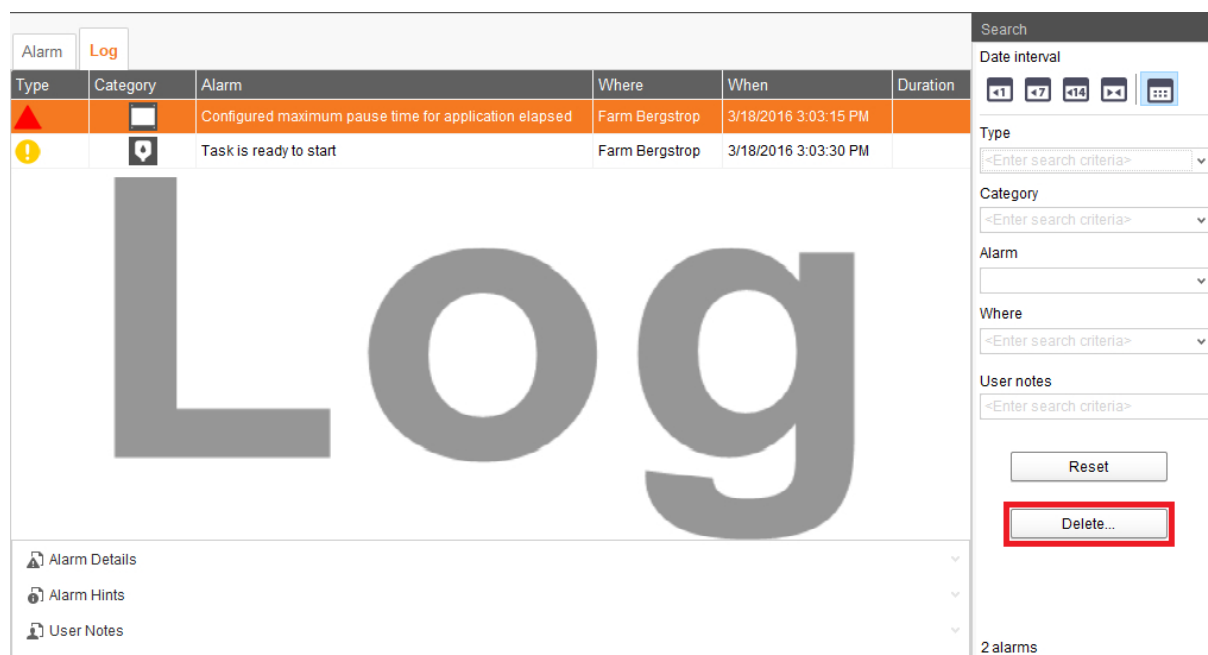 Alarm Log
Type Category Alarm Where When Duration
Configured maximum pause time for application elapsed Farm Bergstrop 3/18/2016 3:03:15 PM
Task is ready to start Farm Bergstrop 3/18/2016 3:03:30 PM
Log
Alarm Details
Alarm Hints
User Notes
Search
Date interval
1 7 14
Type
<Enter search criteria>
Category
<Enter search criteria>
Alarm
Where
<Enter search criteria>
User notes
<Enter search criteria>
Reset
Delete...
2 alarms